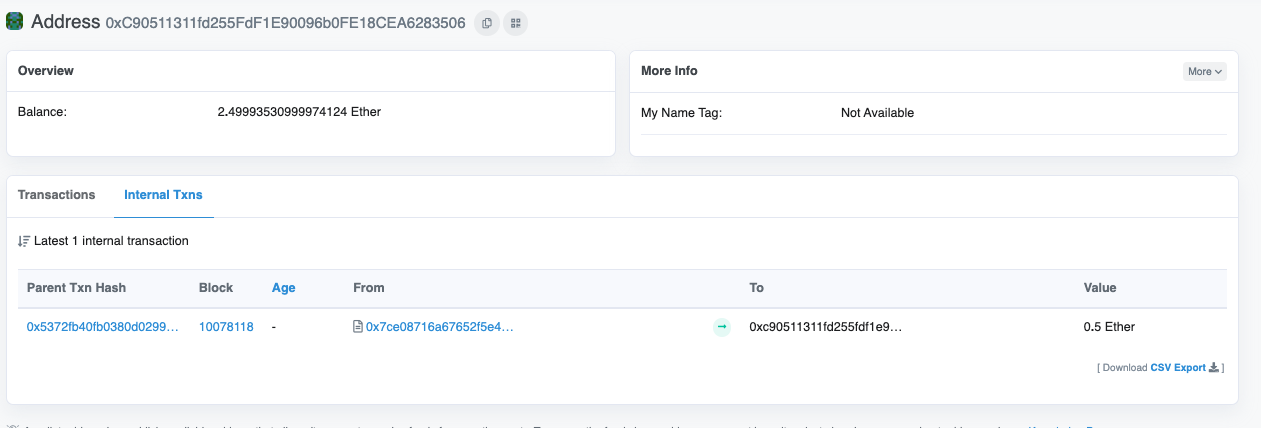 Address 0xC90511311fd255FdF1E90096b0FE18CEA6283506
Overview
Balance: 2.49993530999974124 Ether
More Info More
My Name Tag: Not Available
Transactions Internal Txns
Latest 1 internal transaction
Parent Txn Hash Block Age From To Value
0x5372fb40fb0380d0299... 10078118 - 0x7ce08716a67652f5e4... 0xc90511311fd255fdf1e9... 0.5 Ether
[ Download CSV Export ]